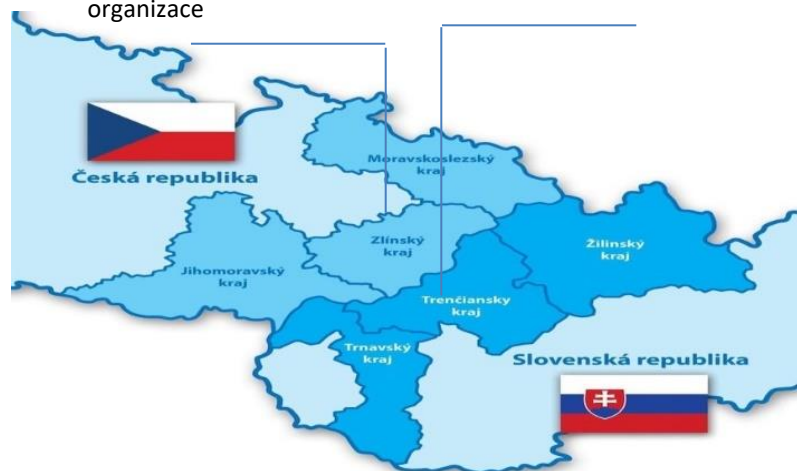 organizace
Moravskoslezský
kraj
Česká republika
Zlínský
kraj
Žilinský
kraj
Jihomoravský
kraj
Trenčiansky
kraj
Trnavský
kraj
Slovenská republika